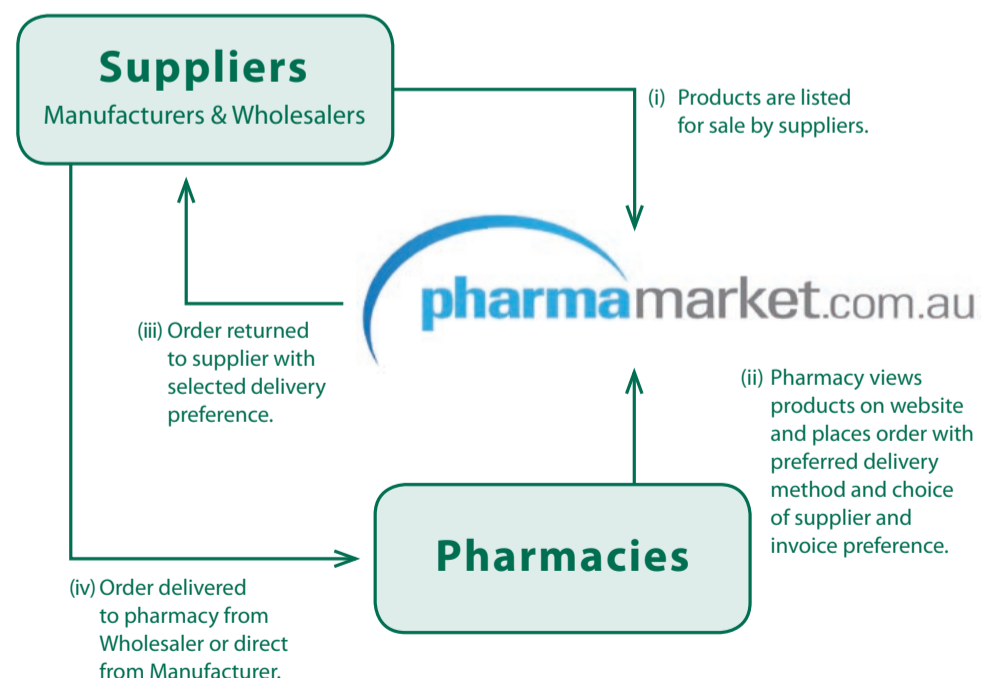 Suppliers
Manufacturers & Wholesalers
(i) Products are listed
for sale by suppliers.
pharmamarket.com.au
(iii) Order returned
to supplier with
selected delivery
preference.
(ii) Pharmacy views
products on website
and places order with
preferred delivery
method and choice
of supplier and
invoice preference.
Pharmacies
(iv) Order delivered
to pharmacy from
Wholesaler or direct
from Manufacturer.